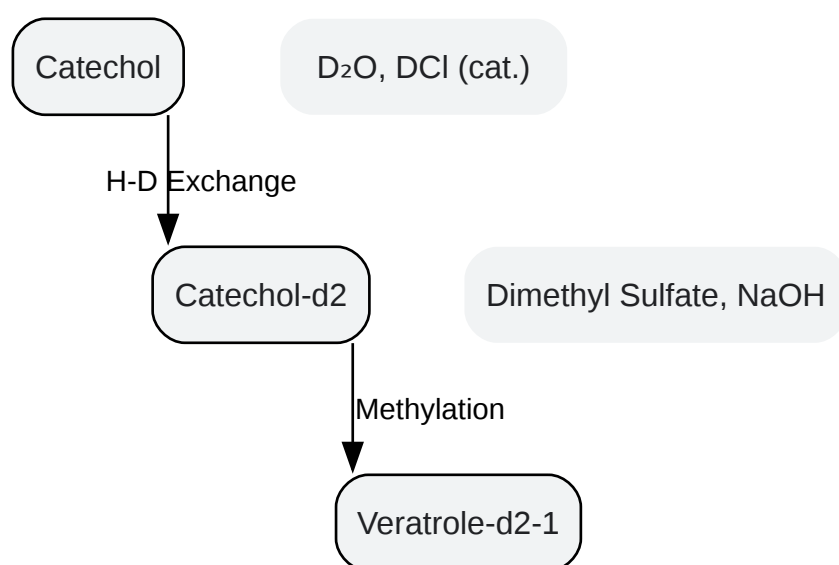 Catechol
D₂O, DCl (cat.)
H-D Exchange
Catechol-d2
Dimethyl Sulfate, NaOH
Methylation
Veratrole-d2-1